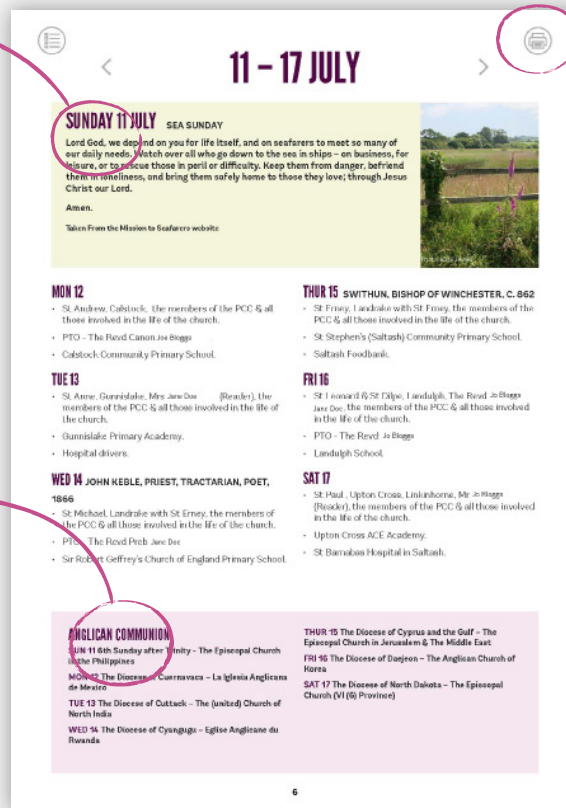 11 – 17 JULY
SUNDAY 11 JULY SEA SUNDAY
Lord God, we depend on you for life itself, and on seafarers to meet so many of
our daily needs. Watch over all who go down to the sea in ships – on business, for
leisure, or to rescue those in peril or difficulty. Keep them from danger, befriend
them in loneliness, and bring them safely home to those they love; through Jesus
Christ our Lord.
Amen.
Taken From the Mission to Seafarers website
MON 12
• St Andrew, Calstock, the members of the PCC & all
those involved in the life of the church.
• PTO - The Revd Canon Joe Bloggs
• Calstock Community Primary School.
TUE 13
• St Anne, Gunnislake, Mrs Jane Doe (Reader), the
members of the PCC & all those involved in the life of
the church.
• Gunnislake Primary Academy.
• Hospital drivers.
WED 14 JOHN KEBLE, PRIEST, TRACTARIAN, POET,
1866
• St Michael, Landrake with St Erney, the members of
the PCC & all those involved in the life of the church.
• PTO - The Revd Preb Jane Doe
• Sir Robert Geffrey's Church of England Primary School.
THUR 15 SWITHUN, BISHOP OF WINCHESTER, C. 862
• St Erney, Landrake with St Erney, the members of the
PCC & all those involved in the life of the church.
• St Stephen's (Saltash) Community Primary School.
• Saltash Foodbank.
FRI 16
• St Leonard & St Dilpe, Landulph, The Revd Jo Bloggs
Jane Doe, the members of the PCC & all those involved
in the life of the church.
• PTO - The Revd Jo Bloggs
• Landulph School.
SAT 17
• St Paul, Upton Cross, Linkinhorne, Mr Jo Bloggs
(Reader), the members of the PCC & all those involved
in the life of the church.
• Upton Cross ACE Academy.
• St Barnabas Hospital in Saltash.
ANGLICAN COMMUNION
SUN 11 6th Sunday after Trinity - The Episcopal Church
in the Philippines
MON 12 The Diocese of Cuernavaca – La Iglesia Anglicana
de Mexico
TUE 13 The Diocese of Cuttack – The (united) Church of
North India
WED 14 The Diocese of Cyangugu – Eglise Anglicane du
Rwanda
THUR 15 The Diocese of Cyprus and the Gulf – The
Episcopal Church in Jerusalem & The Middle East
FRI 16 The Diocese of Daejeon – The Anglican Church of
Korea
SAT 17 The Diocese of North Dakota – The Episcopal
Church (VI (6) Province)
6